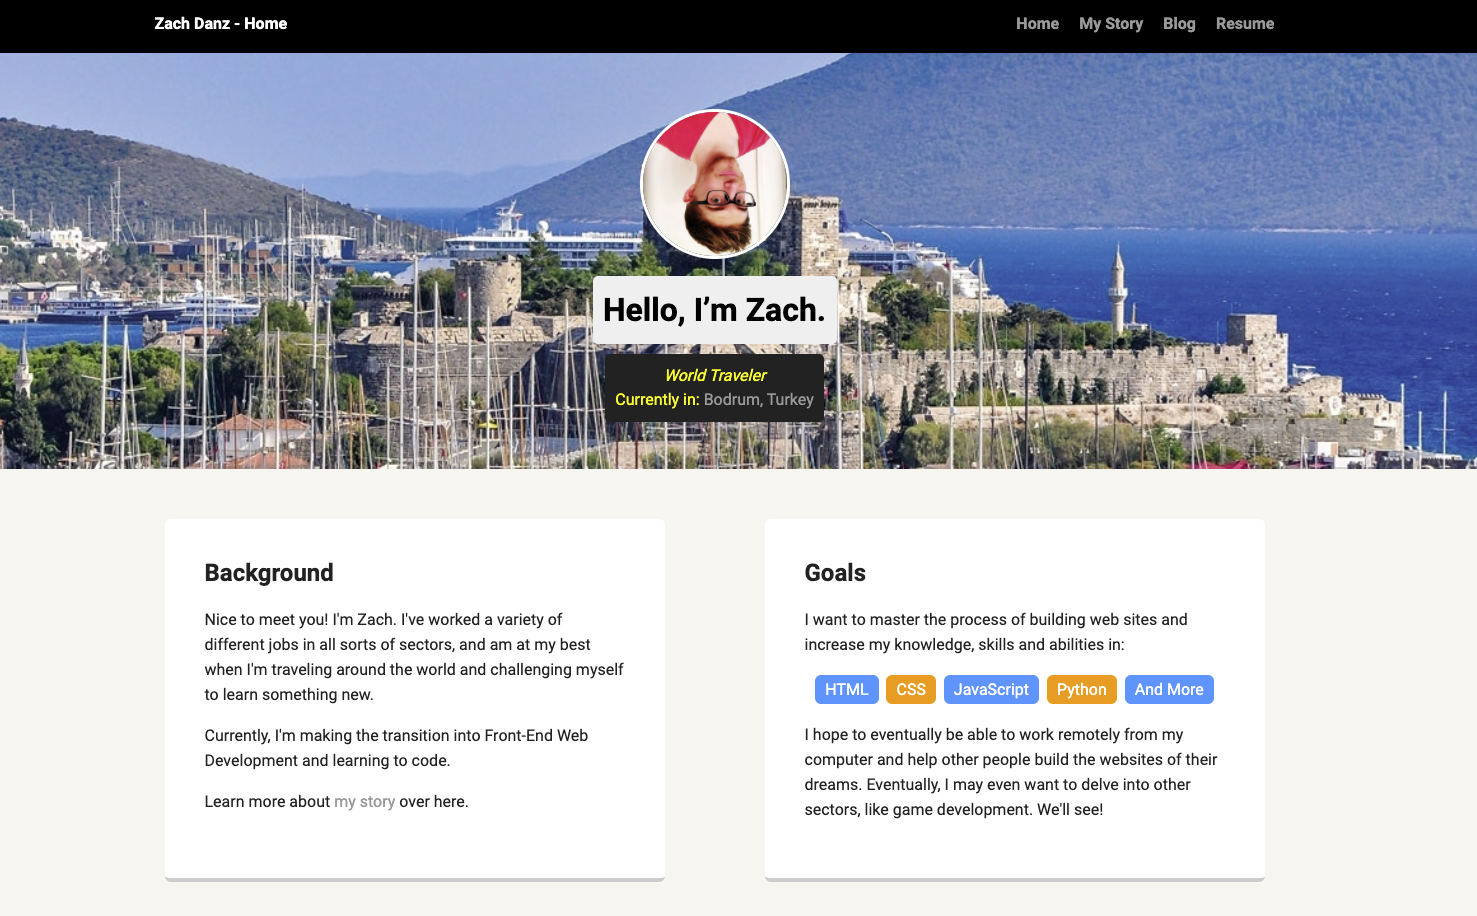 Zach Danz - Home
Home My Story Blog Resume
Hello, I’m Zach.
World Traveler
Currently in: Bodrum, Turkey
Background
Nice to meet you! I'm Zach. I've worked a variety of
different jobs in all sorts of sectors, and am at my best
when I'm traveling around the world and challenging myself
to learn something new.
Currently, I'm making the transition into Front-End Web
Development and learning to code.
Learn more about my story over here.
Goals
I want to master the process of building web sites and
increase my knowledge, skills and abilities in:
HTML CSS JavaScript Python And More
I hope to eventually be able to work remotely from my
computer and help other people build the websites of their
dreams. Eventually, I may even want to delve into other
sectors, like game development. We'll see!